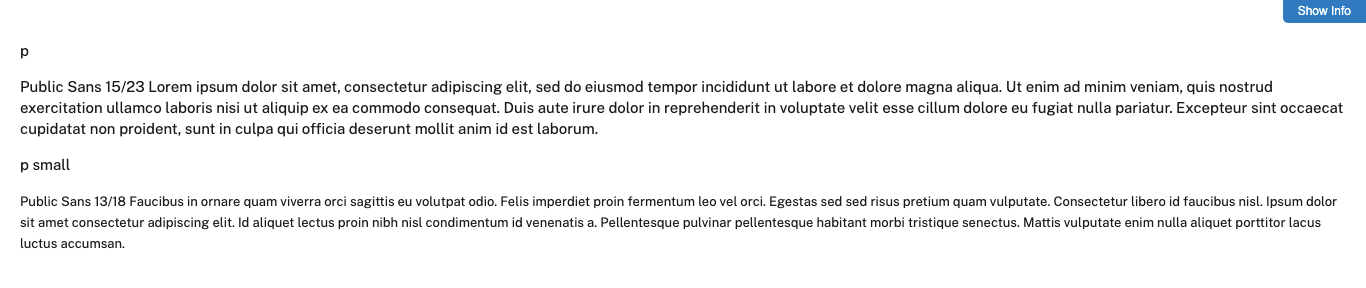 Show Info
p
Public Sans 15/23 Lorem ipsum dolor sit amet, consectetur adipiscing elit, sed do eiusmod tempor incididunt ut labore et dolore magna aliqua. Ut enim ad minim veniam, quis nostrud
exercitation ullamco laboris nisi ut aliquip ex ea commodo consequat. Duis aute irure dolor in reprehenderit in voluptate velit esse cillum dolore eu fugiat nulla pariatur. Excepteur sint occaecat
cupidatat non proident, sunt in culpa qui officia deserunt mollit anim id est laborum.
p small
Public Sans 13/18 Faucibus in ornare quam viverra orci sagittis eu volutpat odio. Felis imperdiet proin fermentum leo vel orci. Egestas sed sed risus pretium quam vulputate. Consectetur libero id faucibus nisl. Ipsum dolor
sit amet consectetur adipiscing elit. Id aliquet lectus proin nibh nisl condimentum id venenatis a. Pellentesque pulvinar pellentesque habitant morbi tristique senectus. Mattis vulputate enim nulla aliquet porttitor lacus
luctus accumsan.